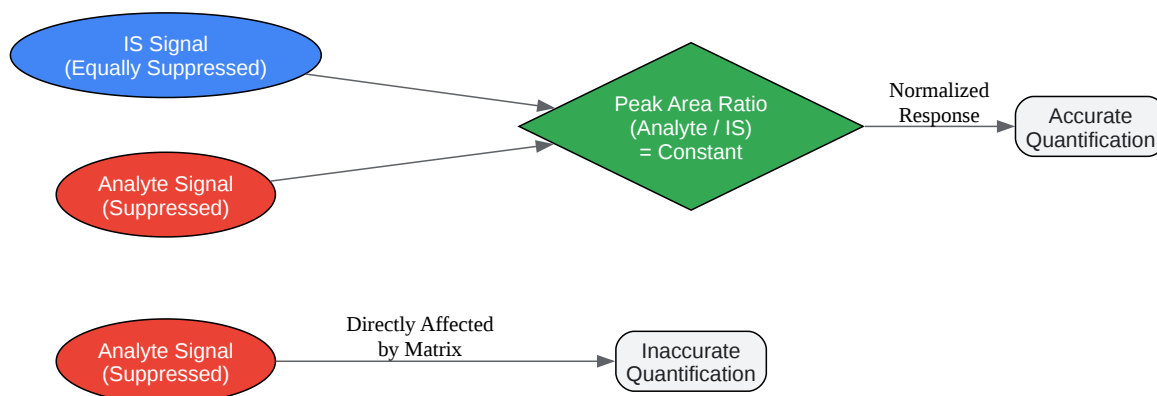 IS Signal
(Equally Suppressed)
Analyte Signal
(Suppressed)
Peak Area Ratio
(Analyte / IS)
= Constant
Normalized
Response
Accurate
Quantification
Analyte Signal
(Suppressed)
Directly Affected
by Matrix
Inaccurate
Quantification